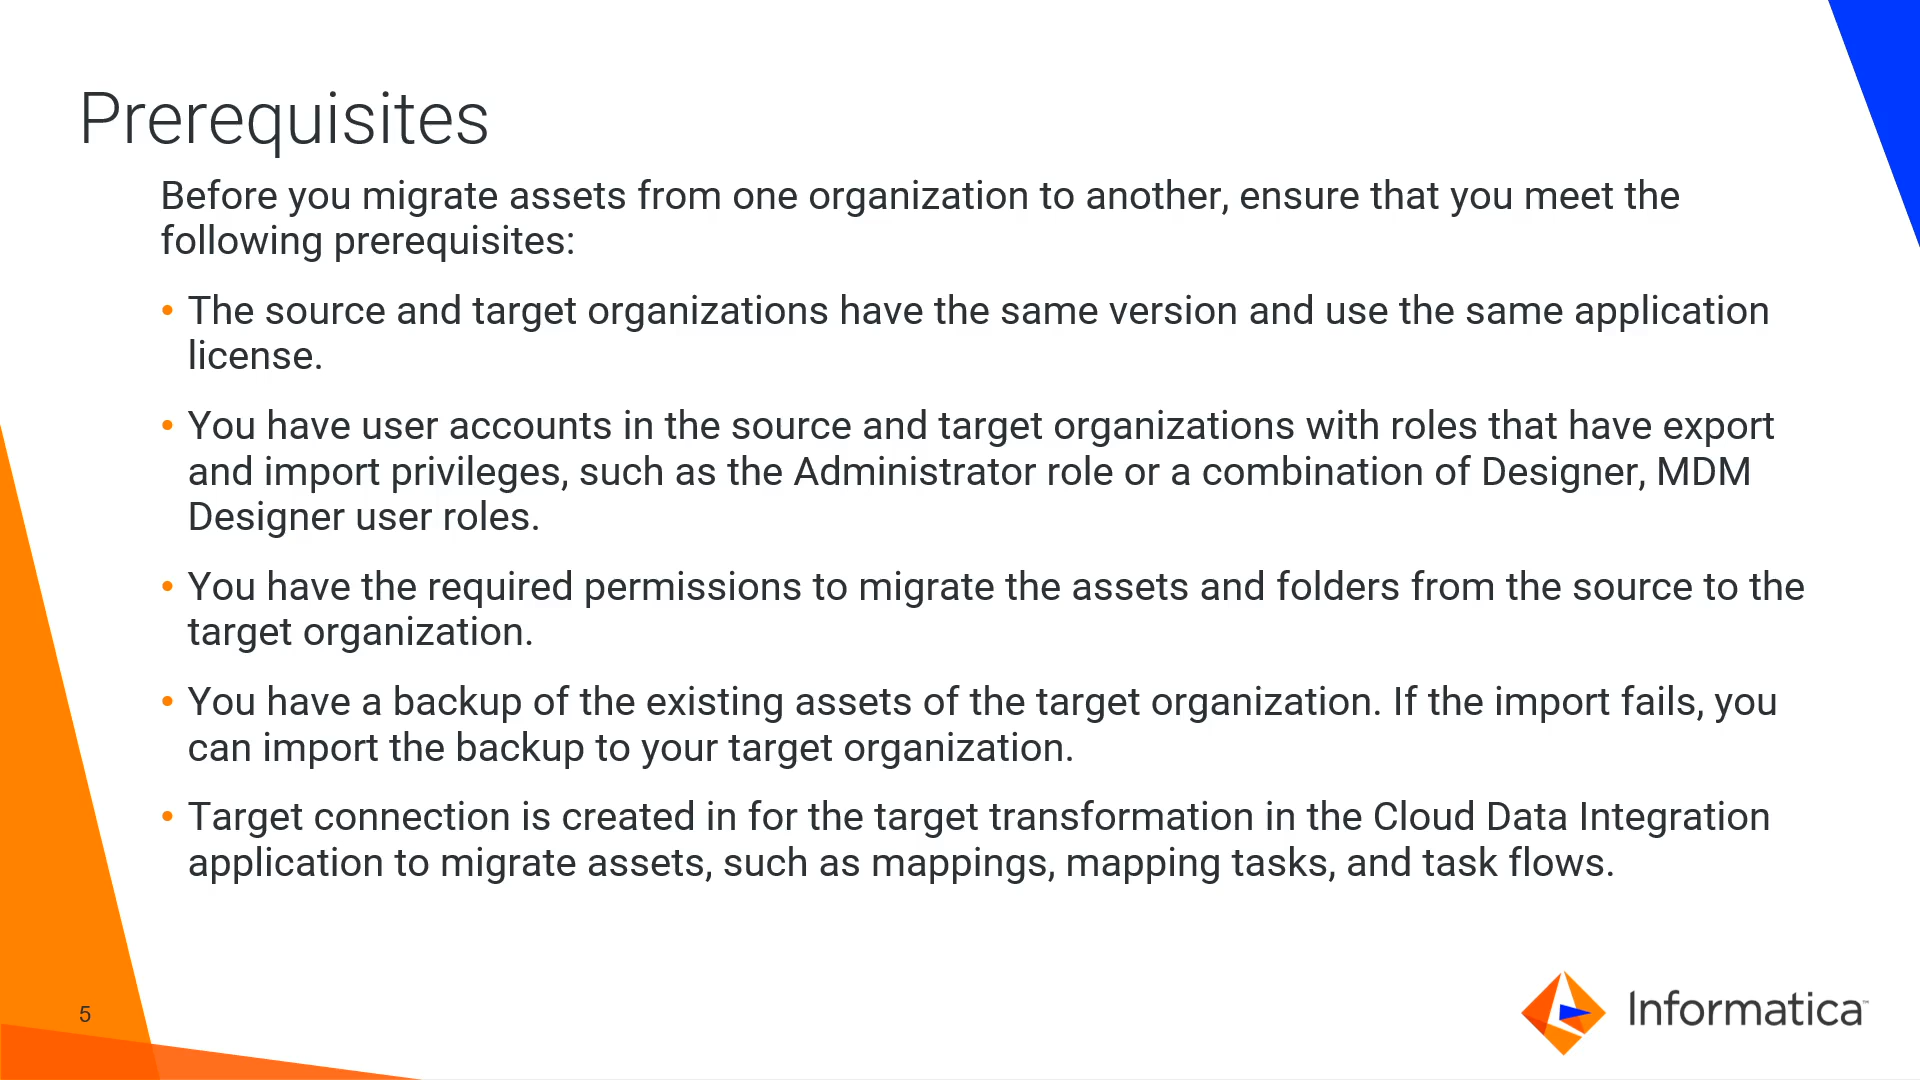 Prerequisites
Before you migrate assets from one organization to another, ensure that you meet the
following prerequisites:
• The source and target organizations have the same version and use the same application
license.
• You have user accounts in the source and target organizations with roles that have export
and import privileges, such as the Administrator role or a combination of Designer, MDM
Designer user roles.
• You have the required permissions to migrate the assets and folders from the source to the
target organization.
• You have a backup of the existing assets of the target organization. If the import fails, you
can import the backup to your target organization.
• Target connection is created in for the target transformation in the Cloud Data Integration
application to migrate assets, such as mappings, mapping tasks, and task flows.
5
Informatica™